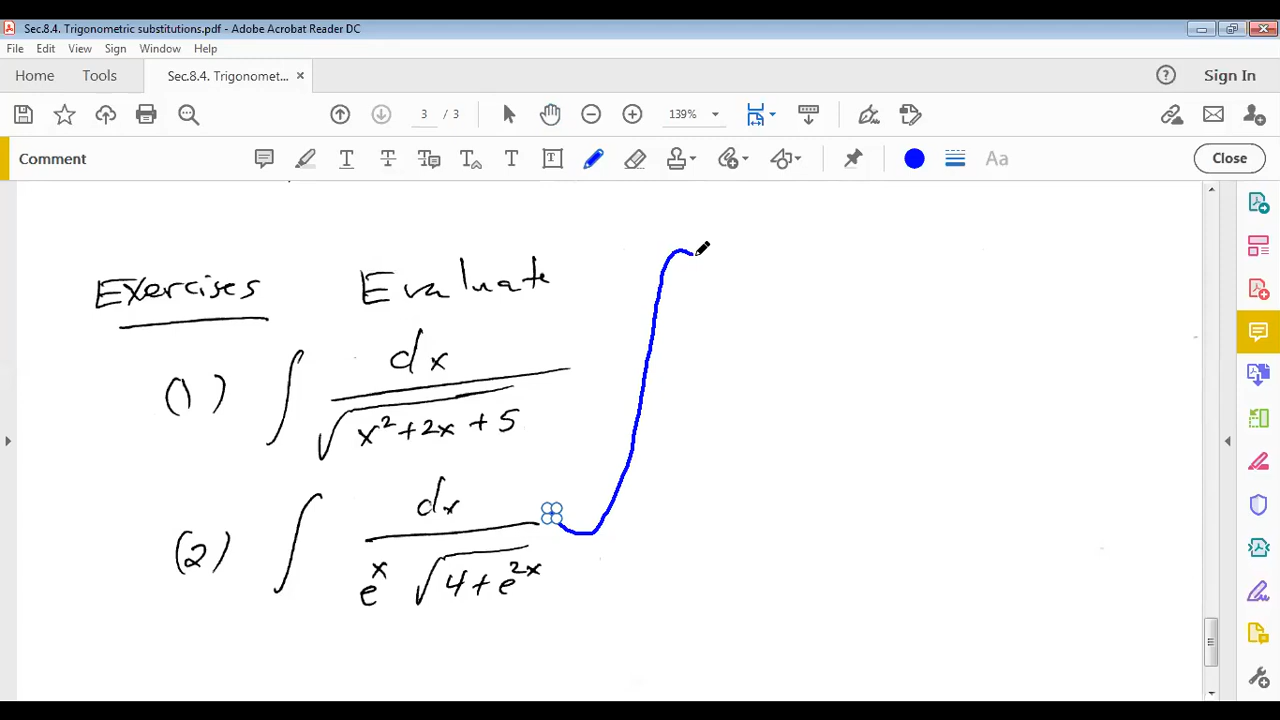 Sec.8.4. Trigonometric substitutions.pdf - Adobe Acrobat Reader DC
File Edit View Sign Window Help
Home Tools Sec.8.4. Trigonomet... × Sign In
3 / 3 139%
Comment Close
Exercises Evaluate
(1) ∫ dx / √(x²+2x+5)
(2) ∫ dx / (eˣ √(4+e²ˣ))